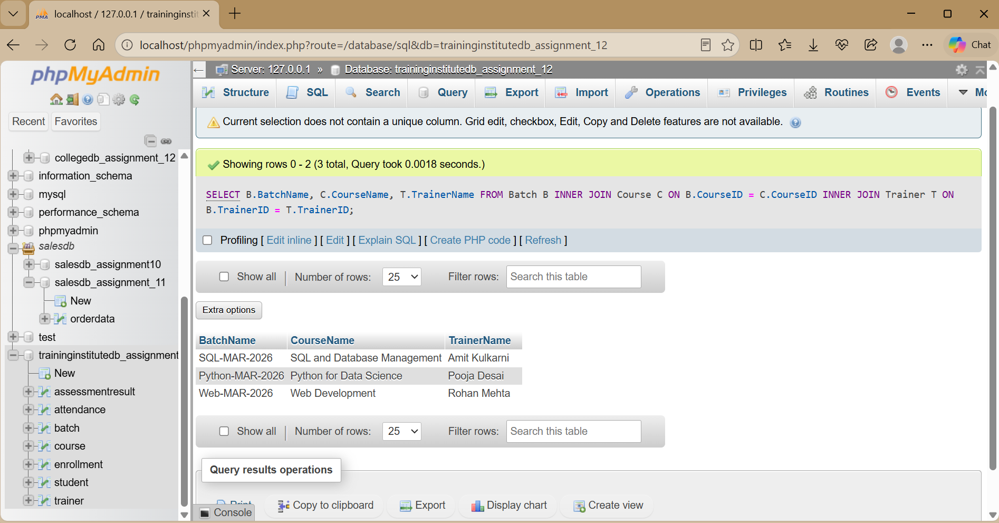 localhost / 127.0.0.1 / traininginstit
localhost/phpmyadmin/index.php?route=/database/sql&db=traininginstitutedb_assignment_12
Chat
phpMyAdmin
Recent
Favorites
collegedb_assignment_12
information_schema
mysql
performance_schema
phpmyadmin
salesdb
salesdb_assignment10
salesdb_assignment_11
New
orderdata
test
traininginstitutedb_assignment
New
assessmentresult
attendance
batch
course
enrollment
student
trainer
Server: 127.0.0.1 » Database: traininginstitutedb_assignment_12
Structure SQL Search Query Export Import Operations Privileges Routines Events Mo
Current selection does not contain a unique column. Grid edit, checkbox, Edit, Copy and Delete features are not available.
Showing rows 0 - 2 (3 total, Query took 0.0018 seconds.)
SELECT B.BatchName, C.CourseName, T.TrainerName FROM Batch B INNER JOIN Course C ON B.CourseID = C.CourseID INNER JOIN Trainer T ON
B.TrainerID = T.TrainerID;
Profiling [ Edit inline ] [ Edit ] [ Explain SQL ] [ Create PHP code ] [ Refresh ]
Show all | Number of rows: 25 Filter rows: Search this table
Extra options
BatchName CourseName TrainerName
SQL-MAR-2026 SQL and Database Management Amit Kulkarni
Python-MAR-2026 Python for Data Science Pooja Desai
Web-MAR-2026 Web Development Rohan Mehta
Show all | Number of rows: 25 Filter rows: Search this table
Query results operations
Print Copy to clipboard Export Display chart Create view
Console